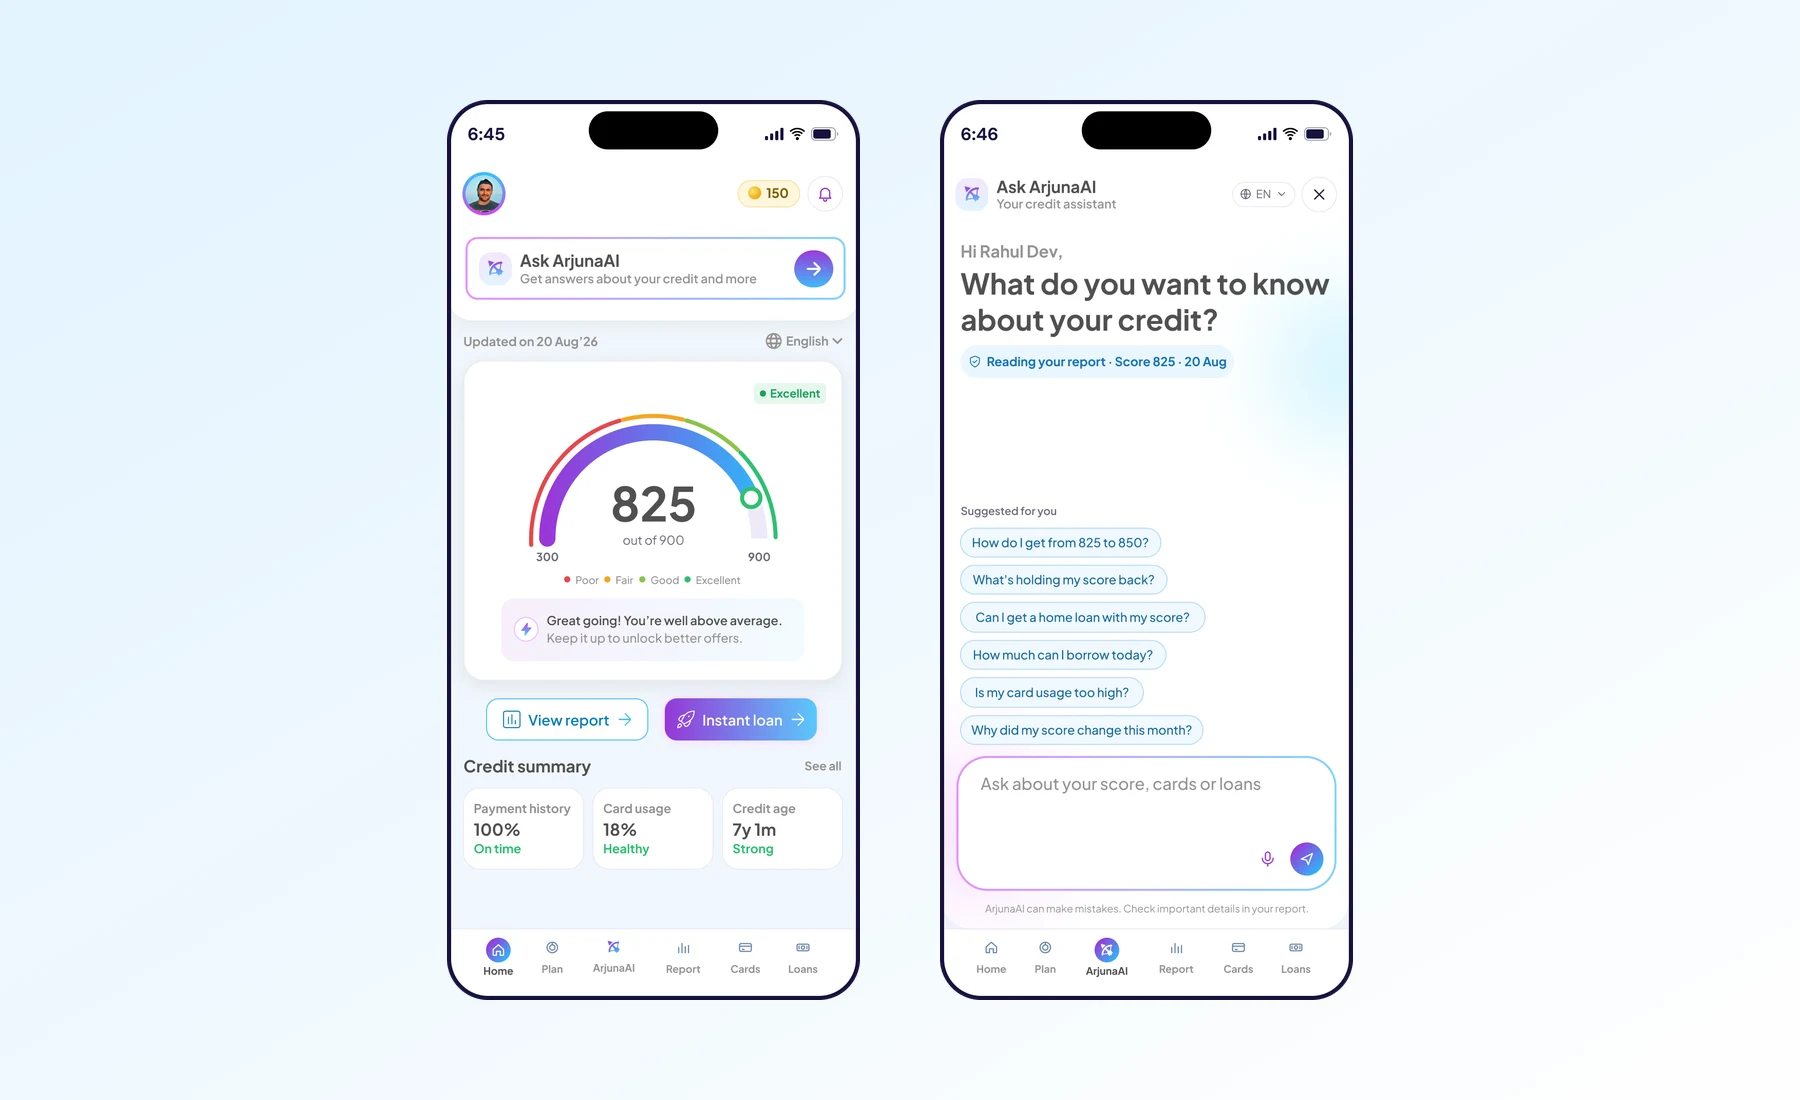 6:45
150
Ask ArjunaAI
Get answers about your credit and more
Updated on 20 Aug'26
English
Excellent
825
out of 900
300
900
Poor
Fair
Good
Excellent
Great going! You're well above average.
Keep it up to unlock better offers.
View report
Instant loan
Credit summary
See all
Payment history
100%
On time
Card usage
18%
Healthy
Credit age
7y 1m
Strong
Home
Plan
ArjunaAI
Report
Cards
Loans
6:46
Ask ArjunaAI
Your credit assistant
EN
Hi Rahul Dev,
What do you want to know
about your credit?
Reading your report · Score 825 · 20 Aug
Suggested for you
How do I get from 825 to 850?
What's holding my score back?
Can I get a home loan with my score?
How much can I borrow today?
Is my card usage too high?
Why did my score change this month?
Ask about your score, cards or loans
ArjunaAI can make mistakes. Check important details in your report.
Home
Plan
ArjunaAI
Report
Cards
Loans